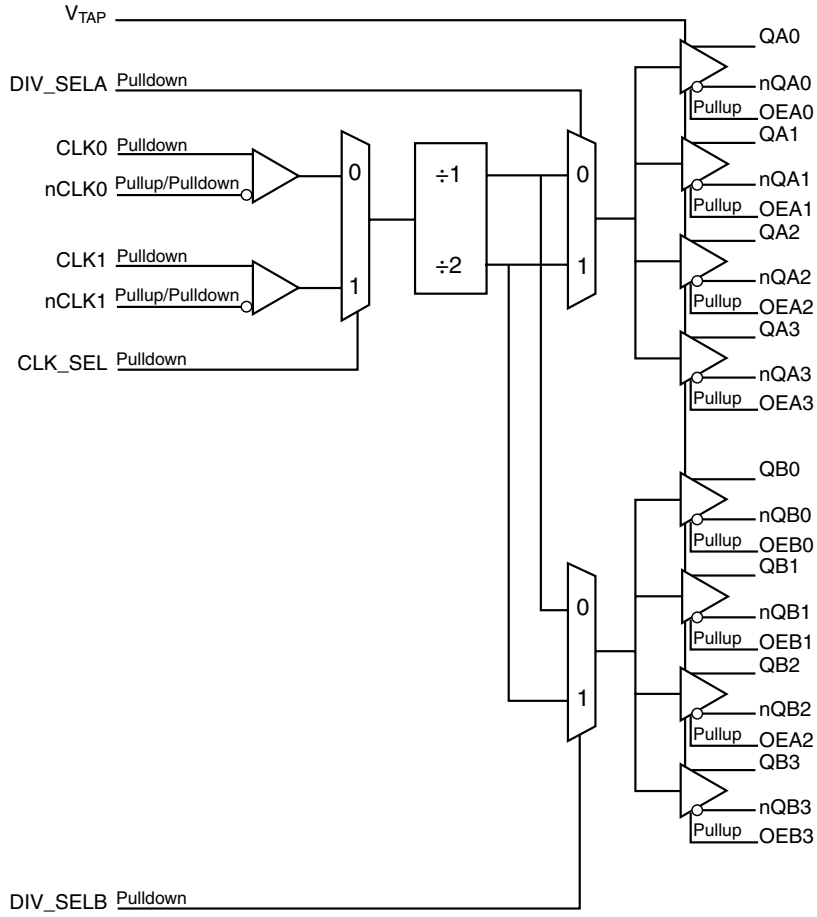 VTAP
DIV_SELA Pulldown
CLK0 Pulldown
nCLK0 Pullup/Pulldown
CLK1 Pulldown
nCLK1 Pullup/Pulldown
CLK_SEL Pulldown
0
1
÷1
÷2
0
1
QA0
nQA0
Pullup OEA0
QA1
nQA1
Pullup OEA1
QA2
nQA2
Pullup OEA2
QA3
nQA3
Pullup OEA3
0
1
QB0
nQB0
Pullup OEB0
QB1
nQB1
Pullup OEB1
QB2
nQB2
Pullup OEA2
QB3
nQB3
Pullup OEB3
DIV_SELB Pulldown